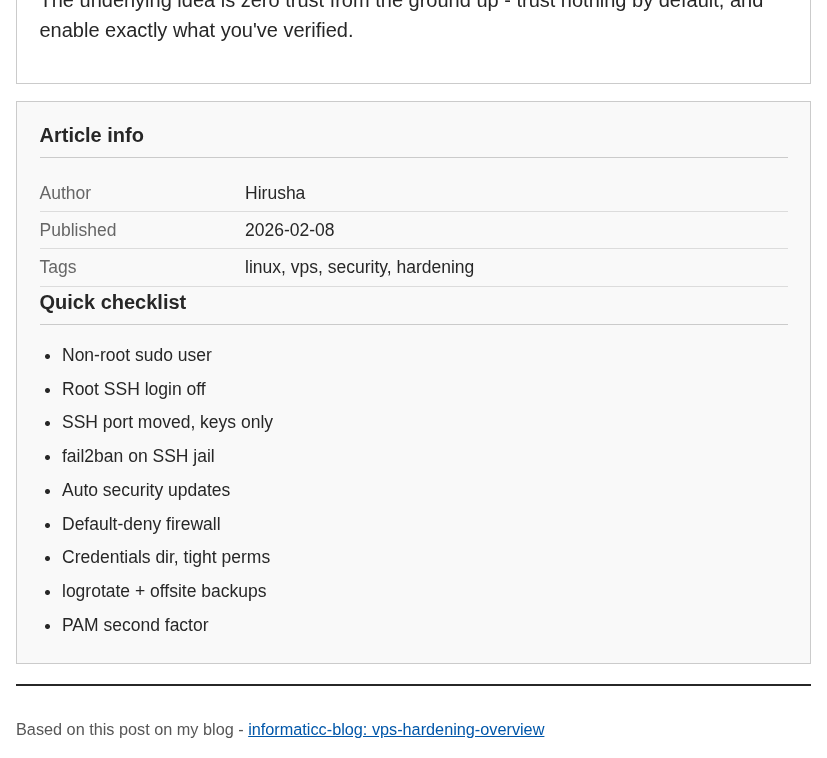 The underlying idea is zero trust from the ground up - trust nothing by default, and
enable exactly what you've verified.
Article info
Author Hirusha
Published 2026-02-08
Tags linux, vps, security, hardening
Quick checklist
• Non-root sudo user
• Root SSH login off
• SSH port moved, keys only
• fail2ban on SSH jail
• Auto security updates
• Default-deny firewall
• Credentials dir, tight perms
• logrotate + offsite backups
• PAM second factor
Based on this post on my blog - informaticc-blog: vps-hardening-overview